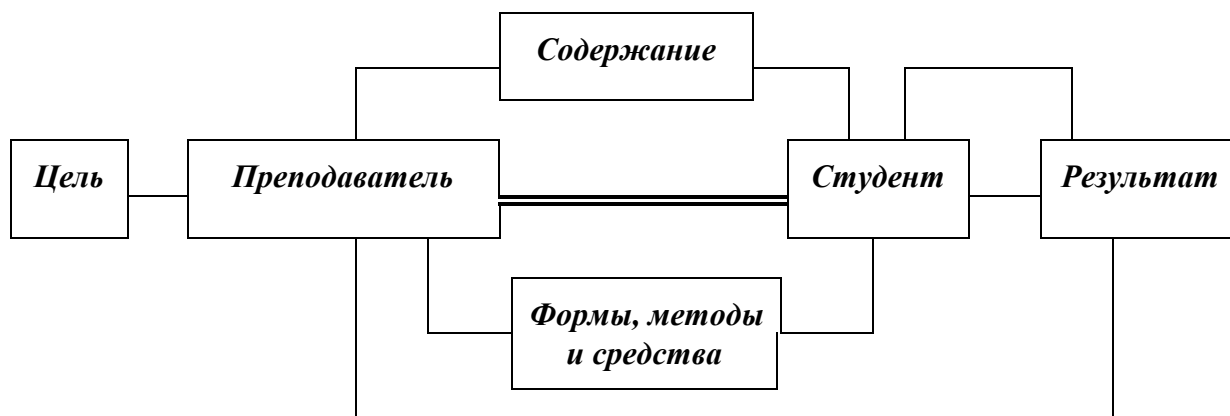 Содержание
Цель
Преподаватель
Студент
Результат
Формы, методы
и средства